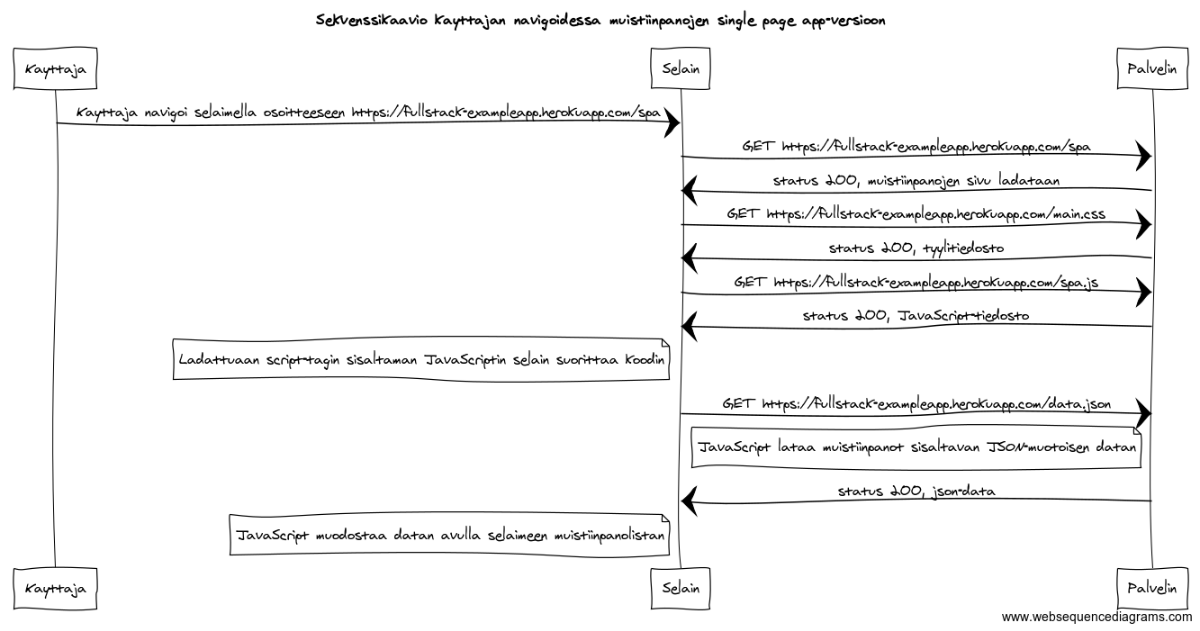 Sekvenssikaavio kayttajan navigoidessa muistiinpanojen single page app-versioon
Kayttaja
Selain
Palvelin
Kayttaja navigoi selaimella osoitteeseen https://fullstack-exampleapp.herokuapp.com/spa
GET https://fullstack-exampleapp.herokuapp.com/spa
status 200, muistiinpanojen sivu ladataan
GET https://fullstack-exampleapp.herokuapp.com/main.css
status 200, tyylitiedosto
GET https://fullstack-exampleapp.herokuapp.com/spa.js
status 200, JavaScript-tiedosto
Ladattuaan script-tagin sisaltaman JavaScriptin selain suorittaa koodin
GET https://fullstack-exampleapp.herokuapp.com/data.json
JavaScript lataa muistiinpanot sisaltavan JSON-muotoisen datan
status 200, json-data
JavaScript muodostaa datan avulla selaimeen muistiinpanolistan
Kayttaja
Selain
Palvelin
www.websequencediagrams.com